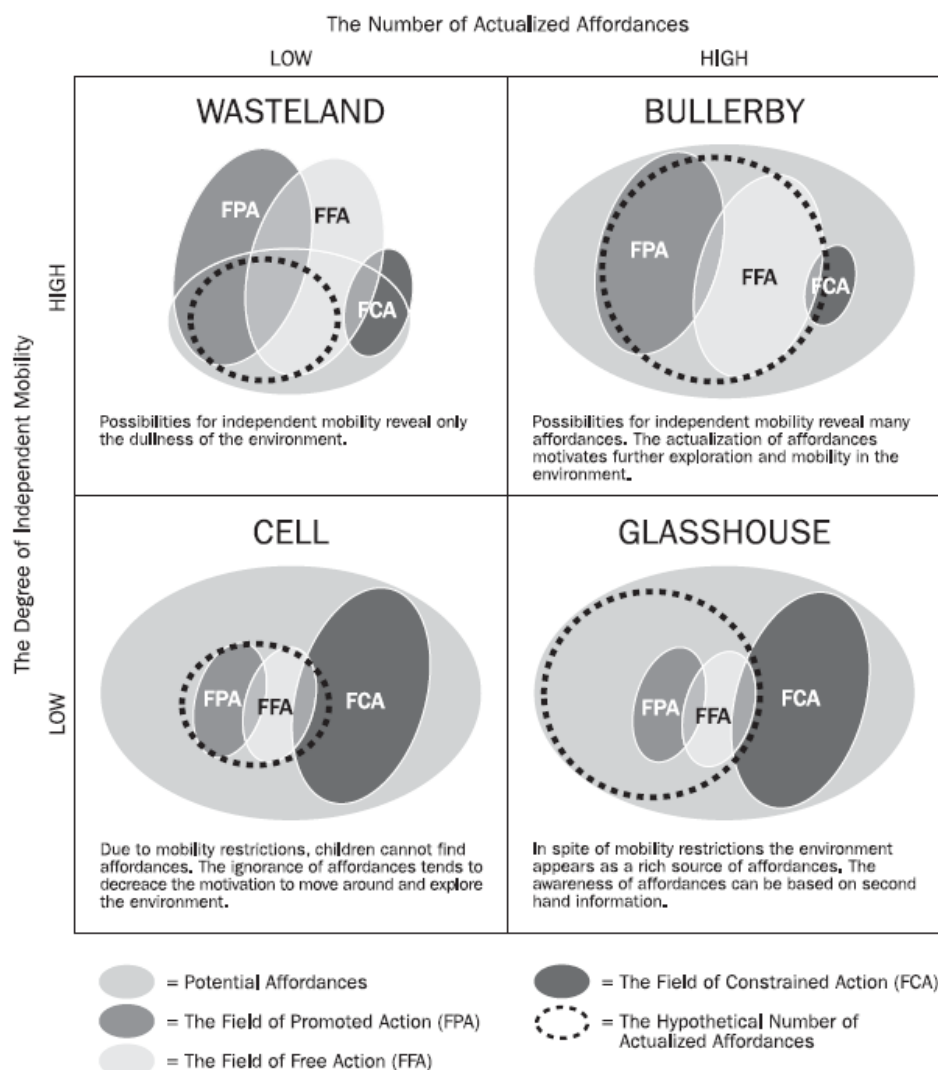 The Number of Actualized Affordances
LOW
HIGH
The Degree of Independent Mobility
HIGH
WASTELAND
FPA
FFA
FCA
Possibilities for independent mobility reveal only
the dullness of the environment.
BULLERBY
FPA
FFA
FCA
Possibilities for independent mobility reveal many
affordances. The actualization of affordances
motivates further exploration and mobility in the
environment.
LOW
CELL
FPA
FFA
FCA
Due to mobility restrictions, children cannot find
affordances. The ignorance of affordances tends to
decreace the motivation to move around and explore
the environment.
GLASSHOUSE
FPA
FFA
FCA
In spite of mobility restrictions the environment
appears as a rich source of affordances. The
awareness of affordances can be based on second
hand information.
= Potential Affordances
= The Field of Promoted Action (FPA)
= The Field of Free Action (FFA)
= The Field of Constrained Action (FCA)
= The Hypothetical Number of
Actualized Affordances